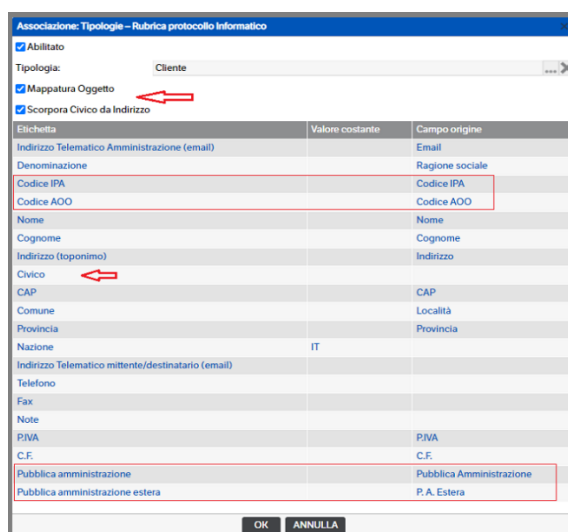 Associazione: Tipologie – Rubrica protocollo Informatico
Abilitato
Tipologia: Cliente ...
Mappatura Oggetto
Scorpora Civico da Indirizzo
Etichetta Valore costante Campo origine
Indirizzo Telematico Amministrazione (email) Email
Denominazione Ragione sociale
Codice IPA Codice IPA
Codice AOO Codice AOO
Nome Nome
Cognome Cognome
Indirizzo (toponimo) Indirizzo
Civico
CAP CAP
Comune Località
Provincia Provincia
Nazione IT
Indirizzo Telematico mittente/destinatario (email)
Telefono
Fax
Note
P.IVA P.IVA
C.F. C.F.
Pubblica amministrazione Pubblica Amministrazione
Pubblica amministrazione estera P. A. Estera
OK ANNULLA